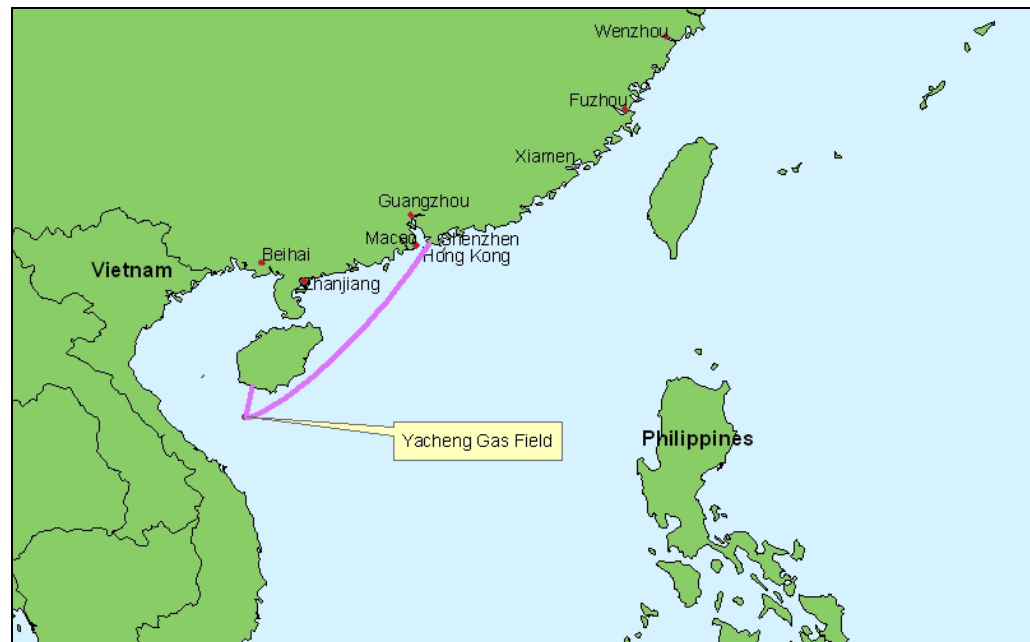 Wenzhou
Fuzhou
Xiamen
Guangzhou
Macao
Shenzhen
Hong Kong
Beihai
Vietnam
Zhanjiang
Yacheng Gas Field
Philippines